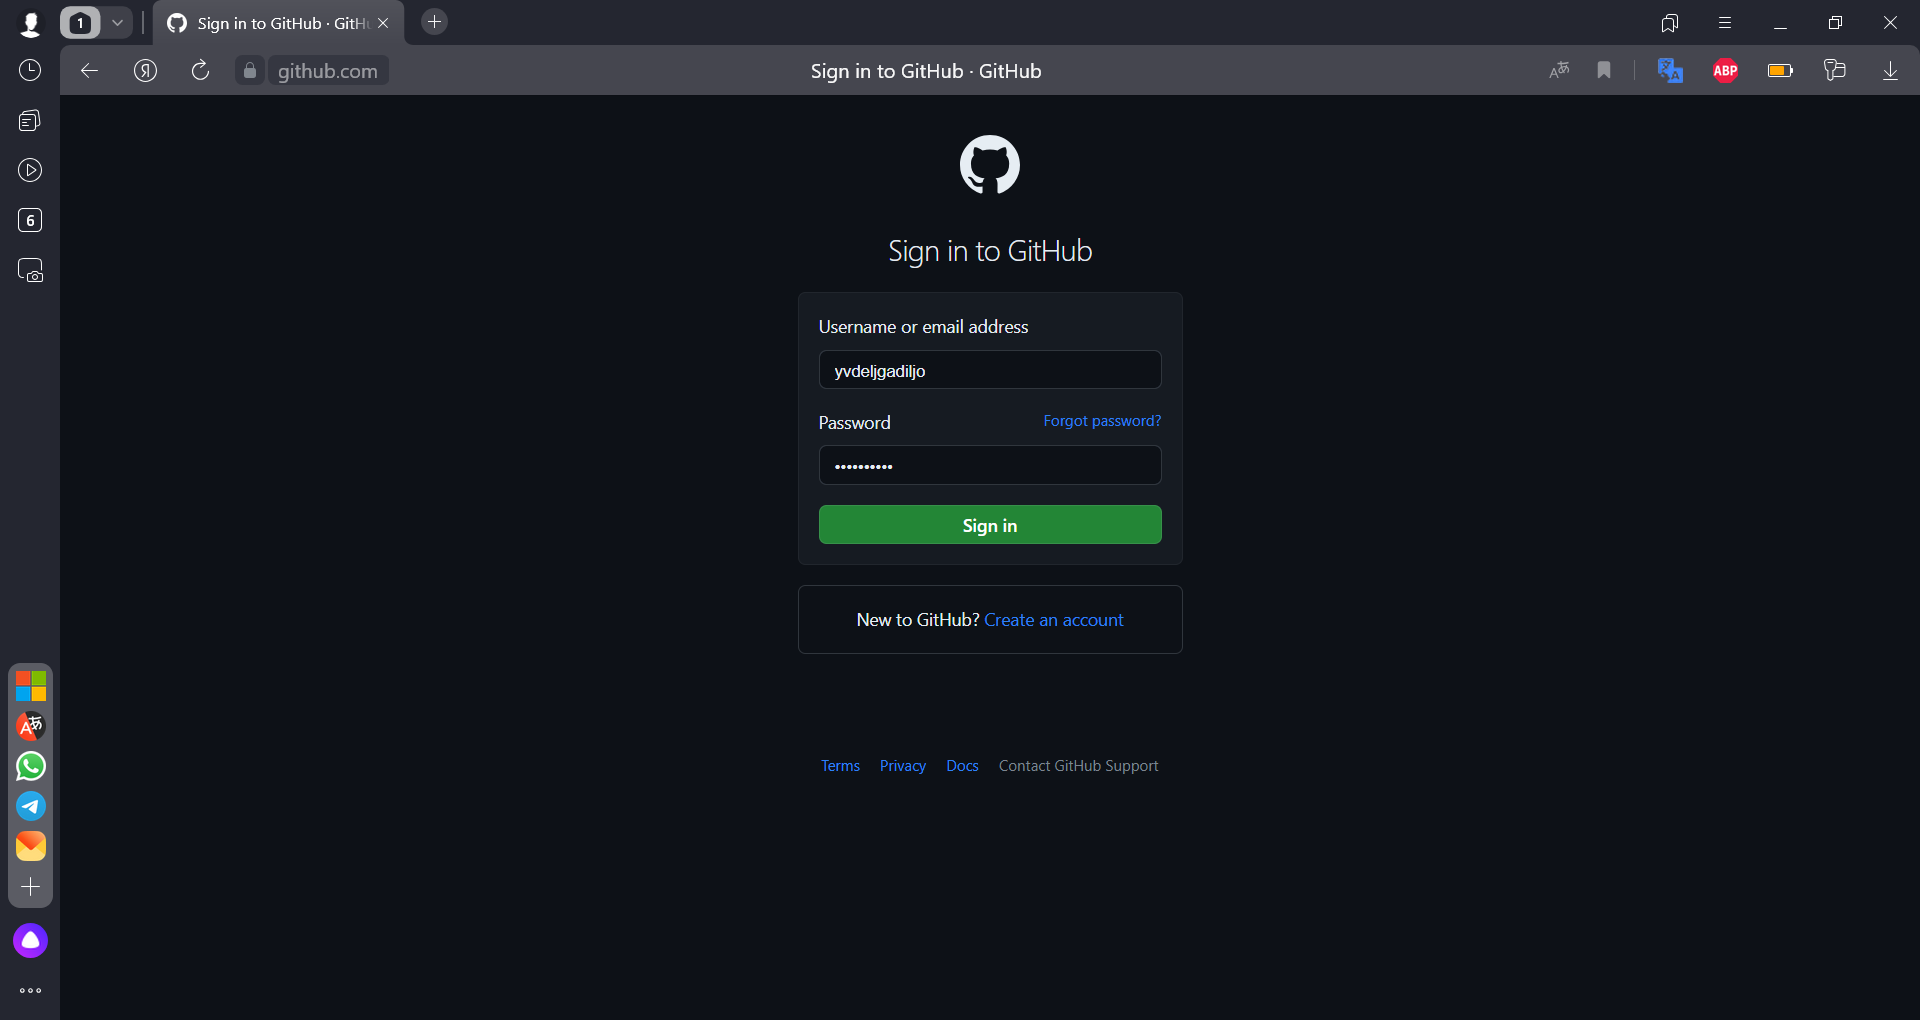 1
Sign in to GitHub · GitH
github.com
Sign in to GitHub · GitHub
ABP
6
Sign in to GitHub
Username or email address
yvdeljgadiljo
Password
Forgot password?
••••••••••
Sign in
New to GitHub? Create an account
Terms
Privacy
Docs
Contact GitHub Support